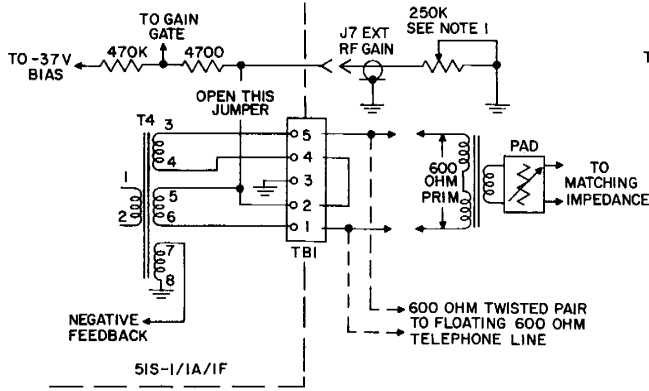 TO GAIN
GATE
J7 EXT
RF GAIN
250K
SEE NOTE 1
TO-37V
BIAS
470K
4700
T
OPEN THIS
JUMPER
T4
3
4
1
2
5
6
7
8
5
4
3
2
1
TB1
600
OHM
PRIM
PAD
TO
MATCHING
IMPEDANCE
NEGATIVE
FEEDBACK
600 OHM TWISTED PAIR
TO FLOATING 600 OHM
TELEPHONE LINE
51S-1/1A/1F